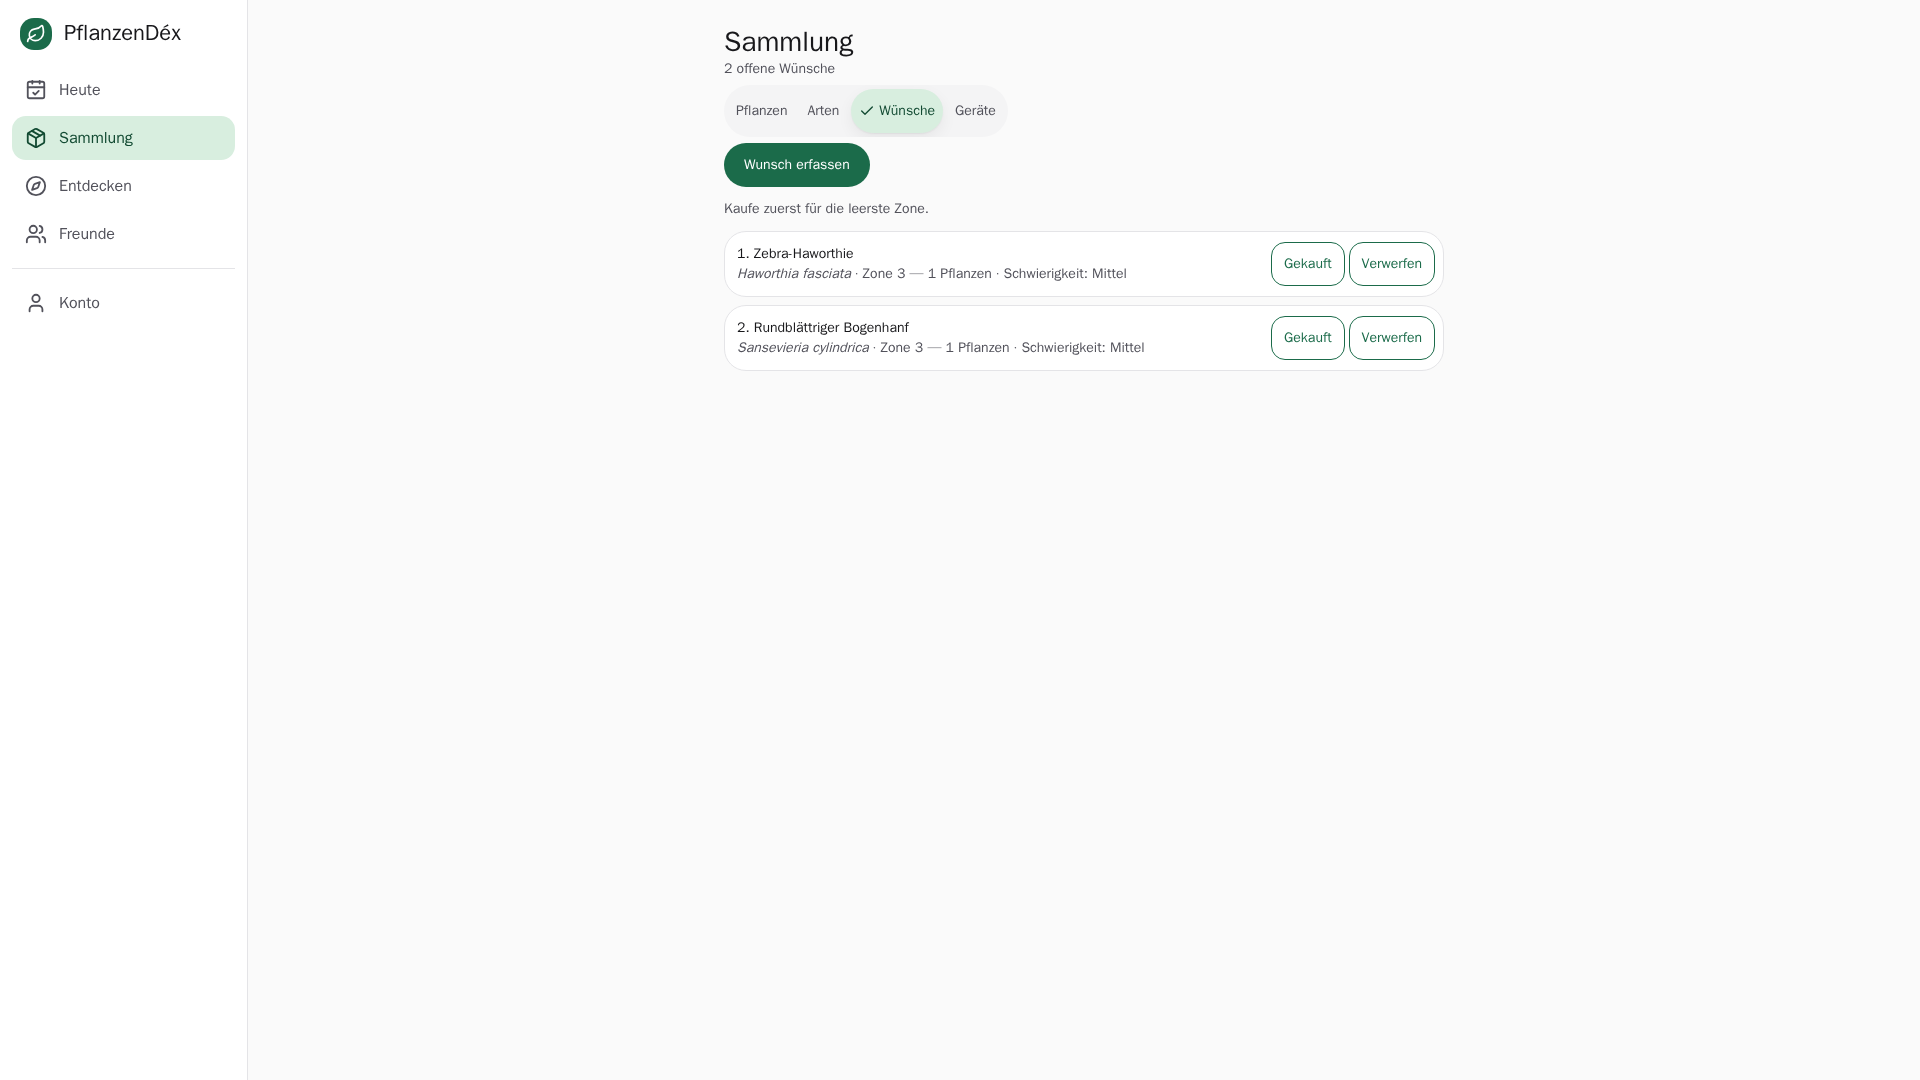 PflanzenDéx
Heute
Sammlung
Entdecken
Freunde
Konto
Sammlung
2 offene Wünsche
Pflanzen
Arten
Wünsche
Geräte
Wunsch erfassen
Kaufe zuerst für die leerste Zone.
1. Zebra-Haworthie
Haworthia fasciata · Zone 3 — 1 Pflanzen · Schwierigkeit: Mittel
Gekauft
Verwerfen
2. Rundblättriger Bogenhanf
Sansevieria cylindrica · Zone 3 — 1 Pflanzen · Schwierigkeit: Mittel
Gekauft
Verwerfen